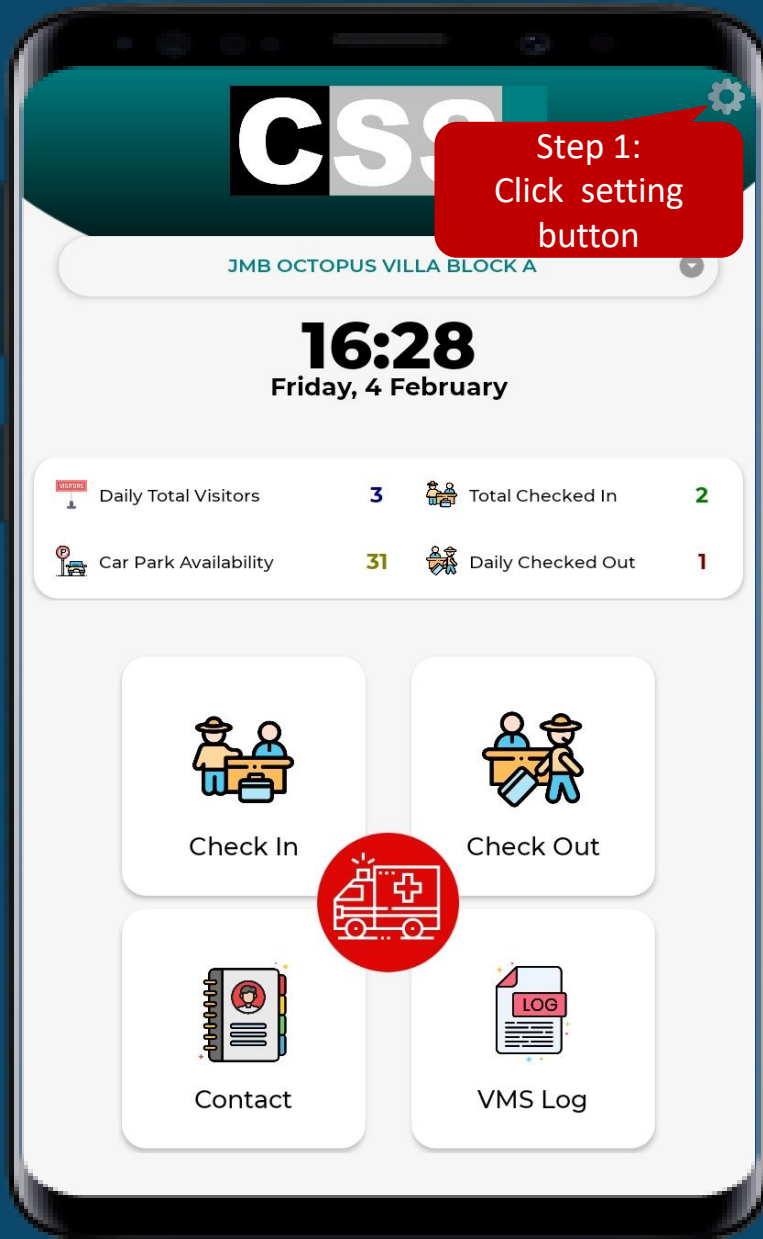 CSS
Step 1:
Click setting
button
JMB OCTOPUS VILLA BLOCK A
16:28
Friday, 4 February
VISITORS
Daily Total Visitors 3
Total Checked In 2
P
Car Park Availability 31
Daily Checked Out 1
Check In
Check Out
LOG
Contact
VMS Log